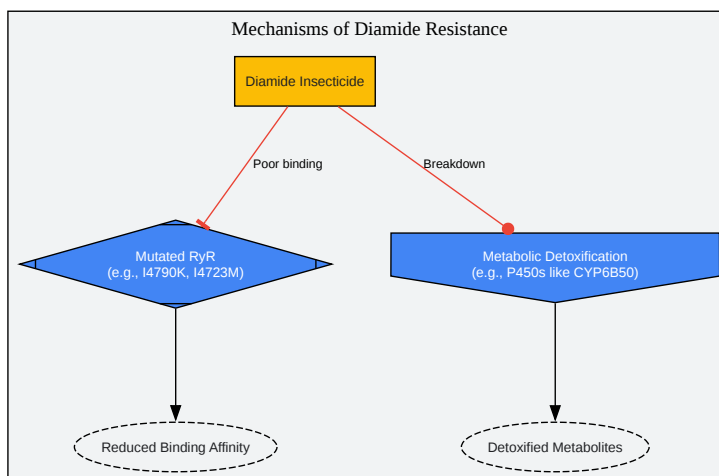 Mechanisms of Diamide Resistance
Diamide Insecticide
Poor binding
Breakdown
Mutated RyR
(e.g., I4790K, I4723M)
Metabolic Detoxification
(e.g., P450s like CYP6B50)
Reduced Binding Affinity
Detoxified Metabolites